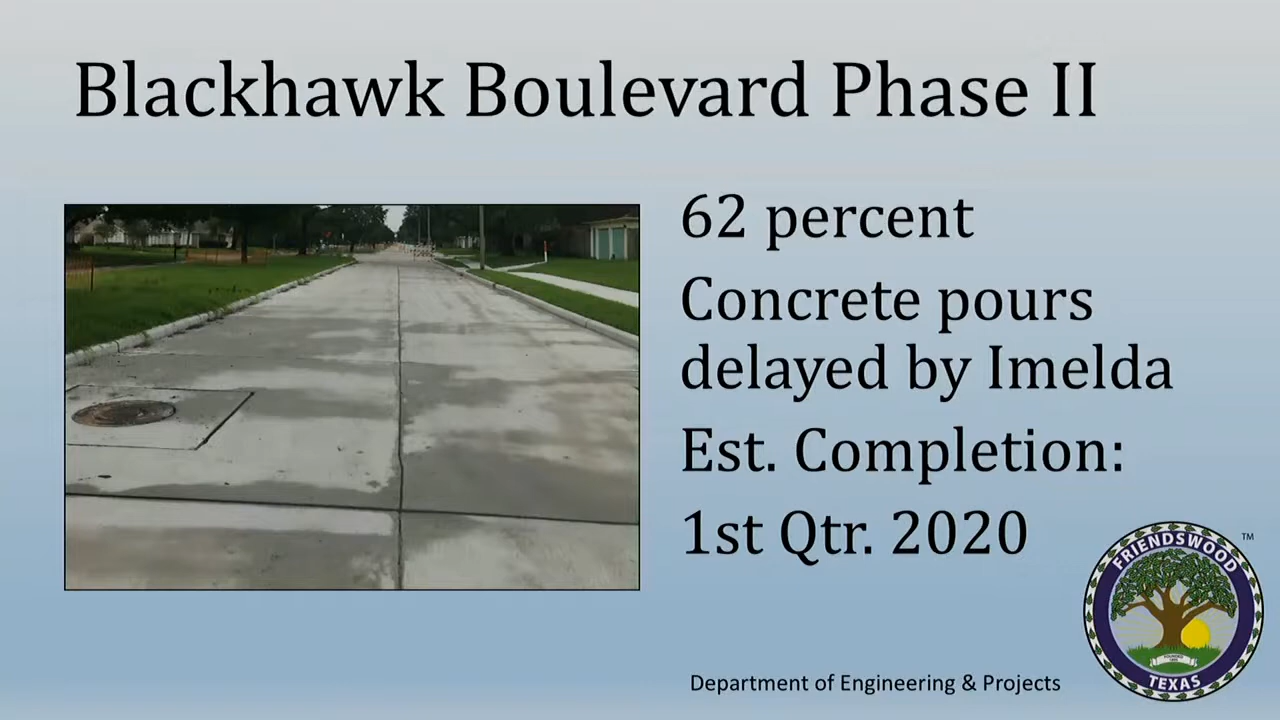 Blackhawk Boulevard Phase II
62 percent
Concrete pours
delayed by Imelda
Est. Completion:
1st Qtr. 2020
FRIENDSWOOD
TEXAS
TM
Department of Engineering & Projects